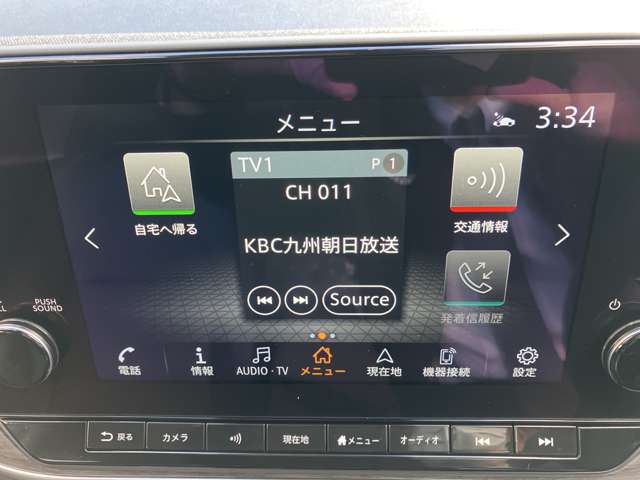 メニュー
3:34
自宅へ帰る
TV1 P 1
CH 011
KBC九州朝日放送
Source
交通情報
発着信履歴
PUSH
SOUND
電話
情報
AUDIO・TV
メニュー
現在地
機器接続
設定
戻る
カメラ
現在地
メニュー
オーディオ